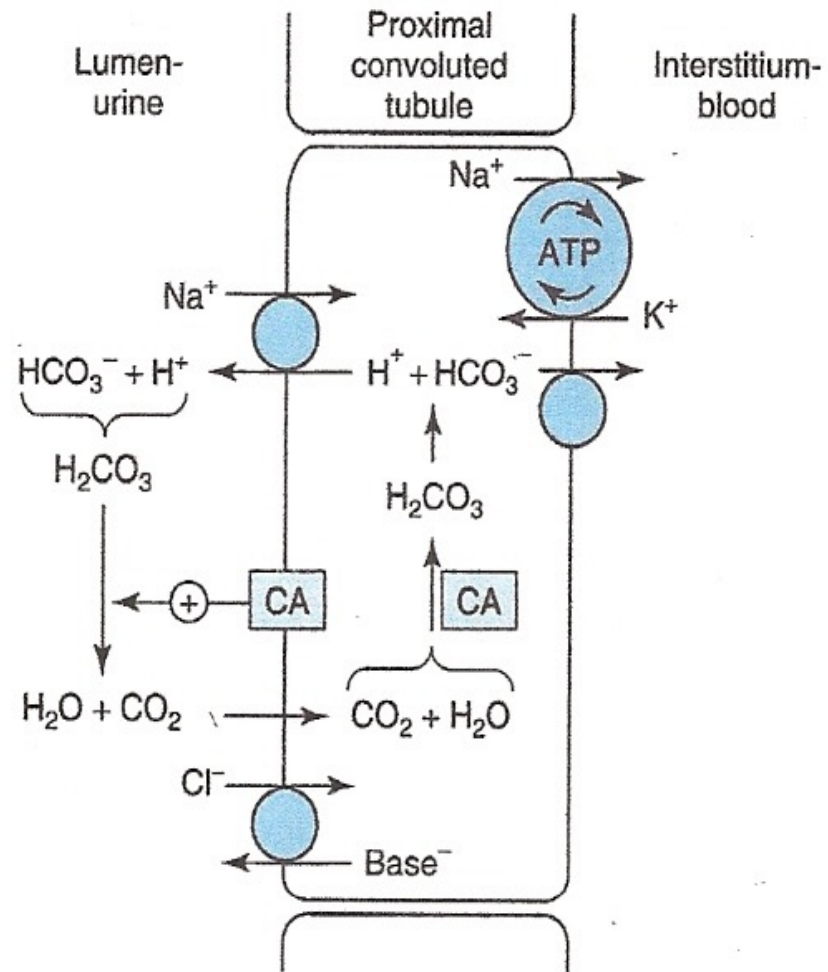 Lumen-
urine
Proximal
convoluted
tubule
Interstitium-
blood
Na⁺
ATP
K⁺
Na⁺
HCO₃⁻ + H⁺
H⁺ + HCO₃⁻
H₂CO₃
H₂CO₃
+
CA
CA
H₂O + CO₂
CO₂ + H₂O
Cl⁻
Base⁻